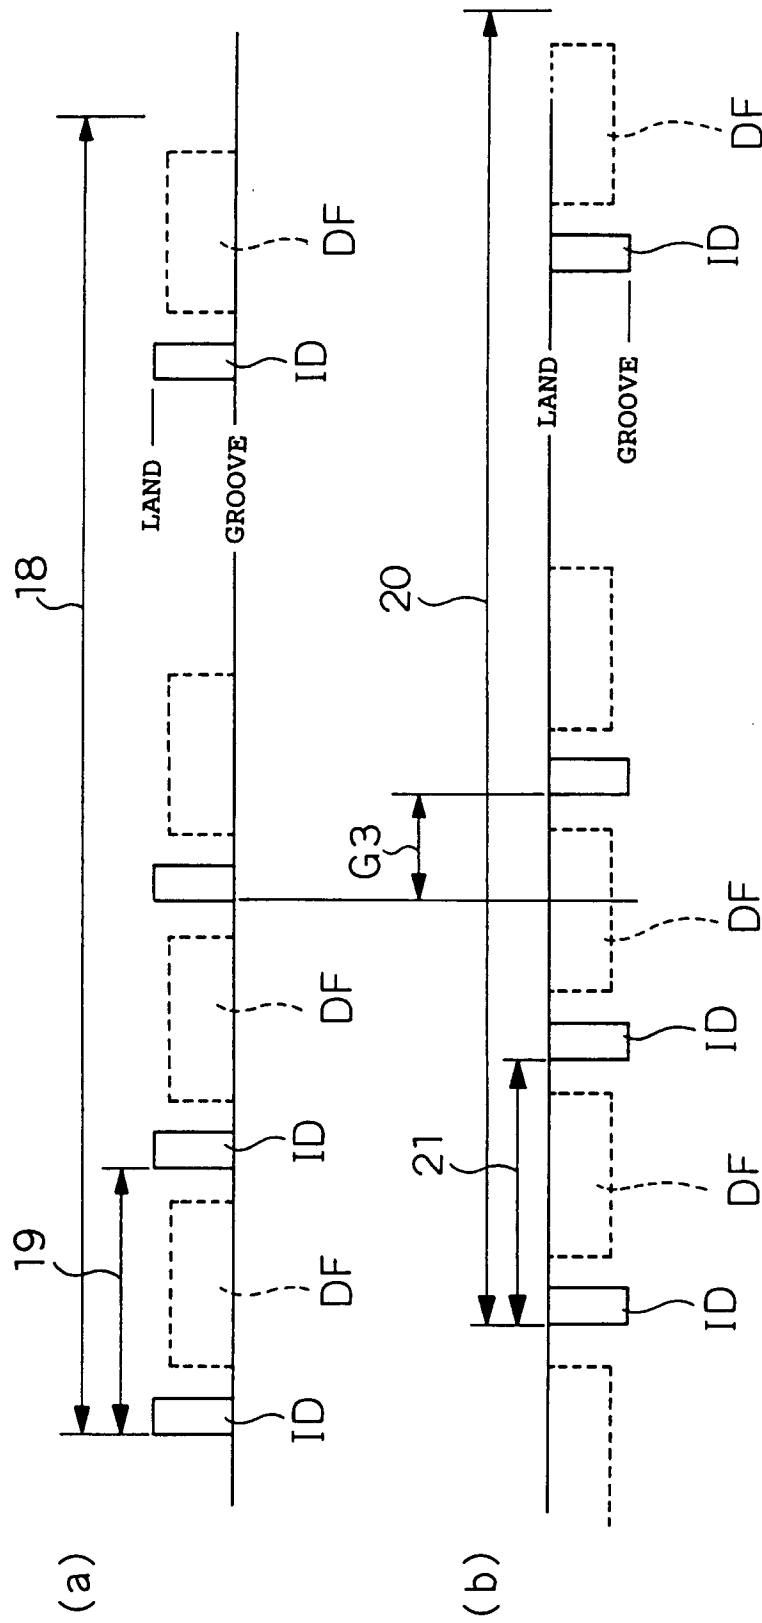 (a)
18
19
LAND
GROOVE
ID
DF
ID
DF
ID
DF
(b)
20
21
G3
LAND
GROOVE
ID
DF
ID
DF
ID
DF